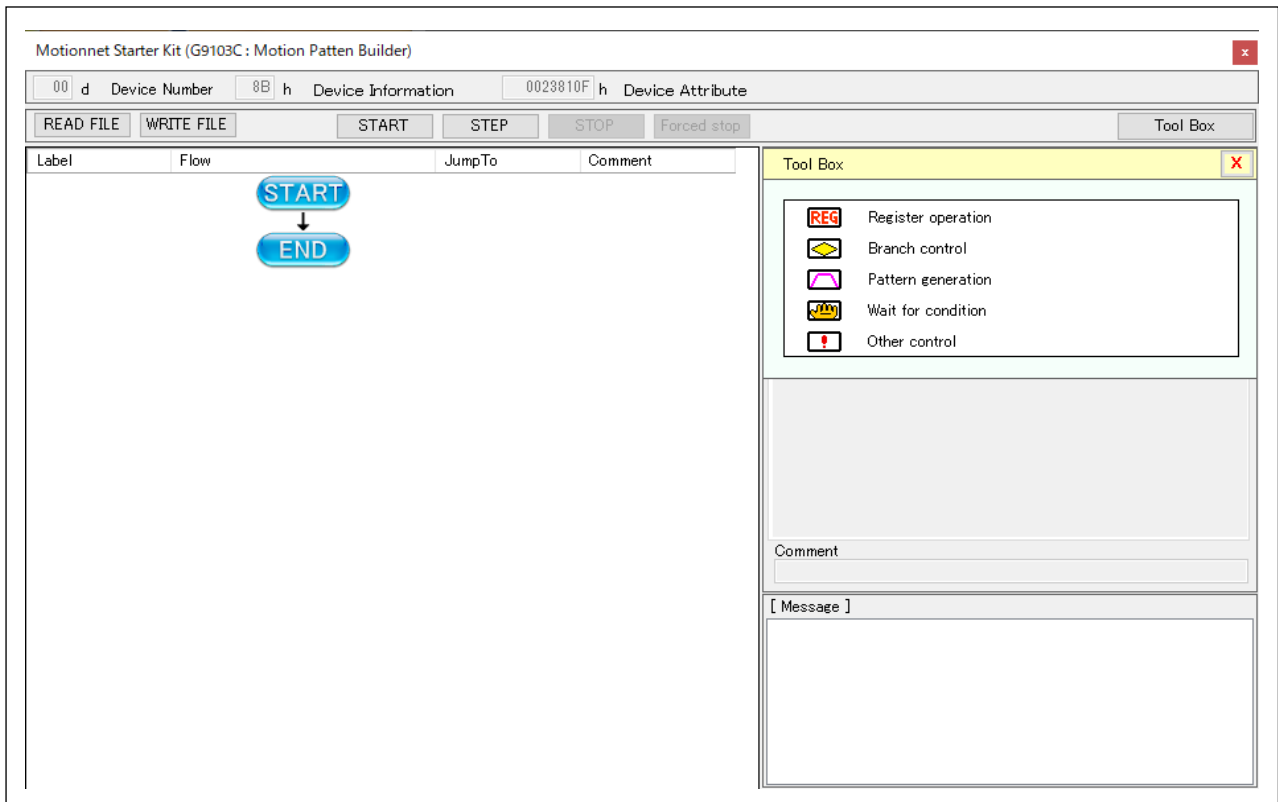 Motionnet Starter Kit (G9103C : Motion Patten Builder)
x
00 d Device Number 8B h Device Information 0023810F h Device Attribute
READ FILE WRITE FILE START STEP STOP Forced stop Tool Box
Label Flow JumpTo Comment
START
END
Tool Box X
REG Register operation
Branch control
Pattern generation
Wait for condition
! Other control
Comment
[ Message ]